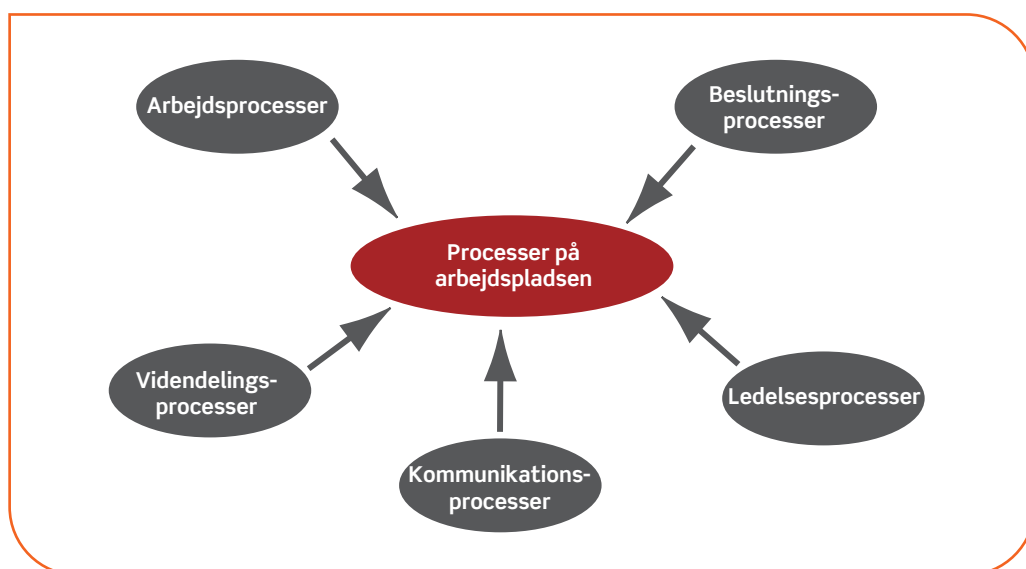 Arbejdsprocesser
Beslutnings-
processer
Processer på
arbejdspladsen
Videndelings-
processer
Ledelsesprocesser
Kommunikations-
processer